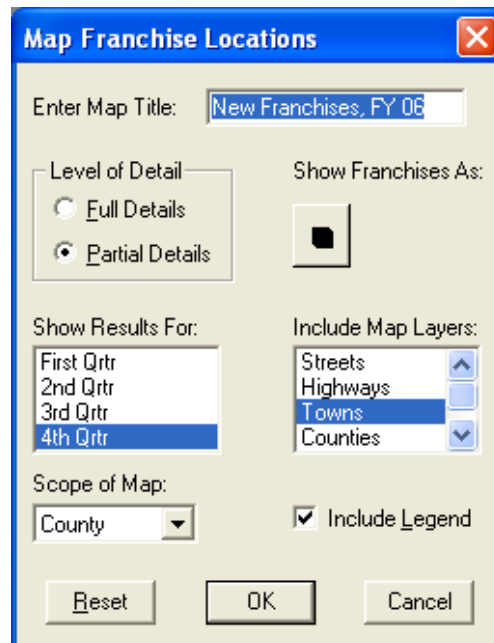 Map Franchise Locations
Enter Map Title: New Franchises, FY 06
Level of Detail
Full Details
Partial Details
Show Franchises As:
Show Results For:
First Qrtr
2nd Qrtr
3rd Qrtr
4th Qrtr
Include Map Layers:
Streets
Highways
Towns
Counties
Scope of Map:
County
Include Legend
Reset OK Cancel